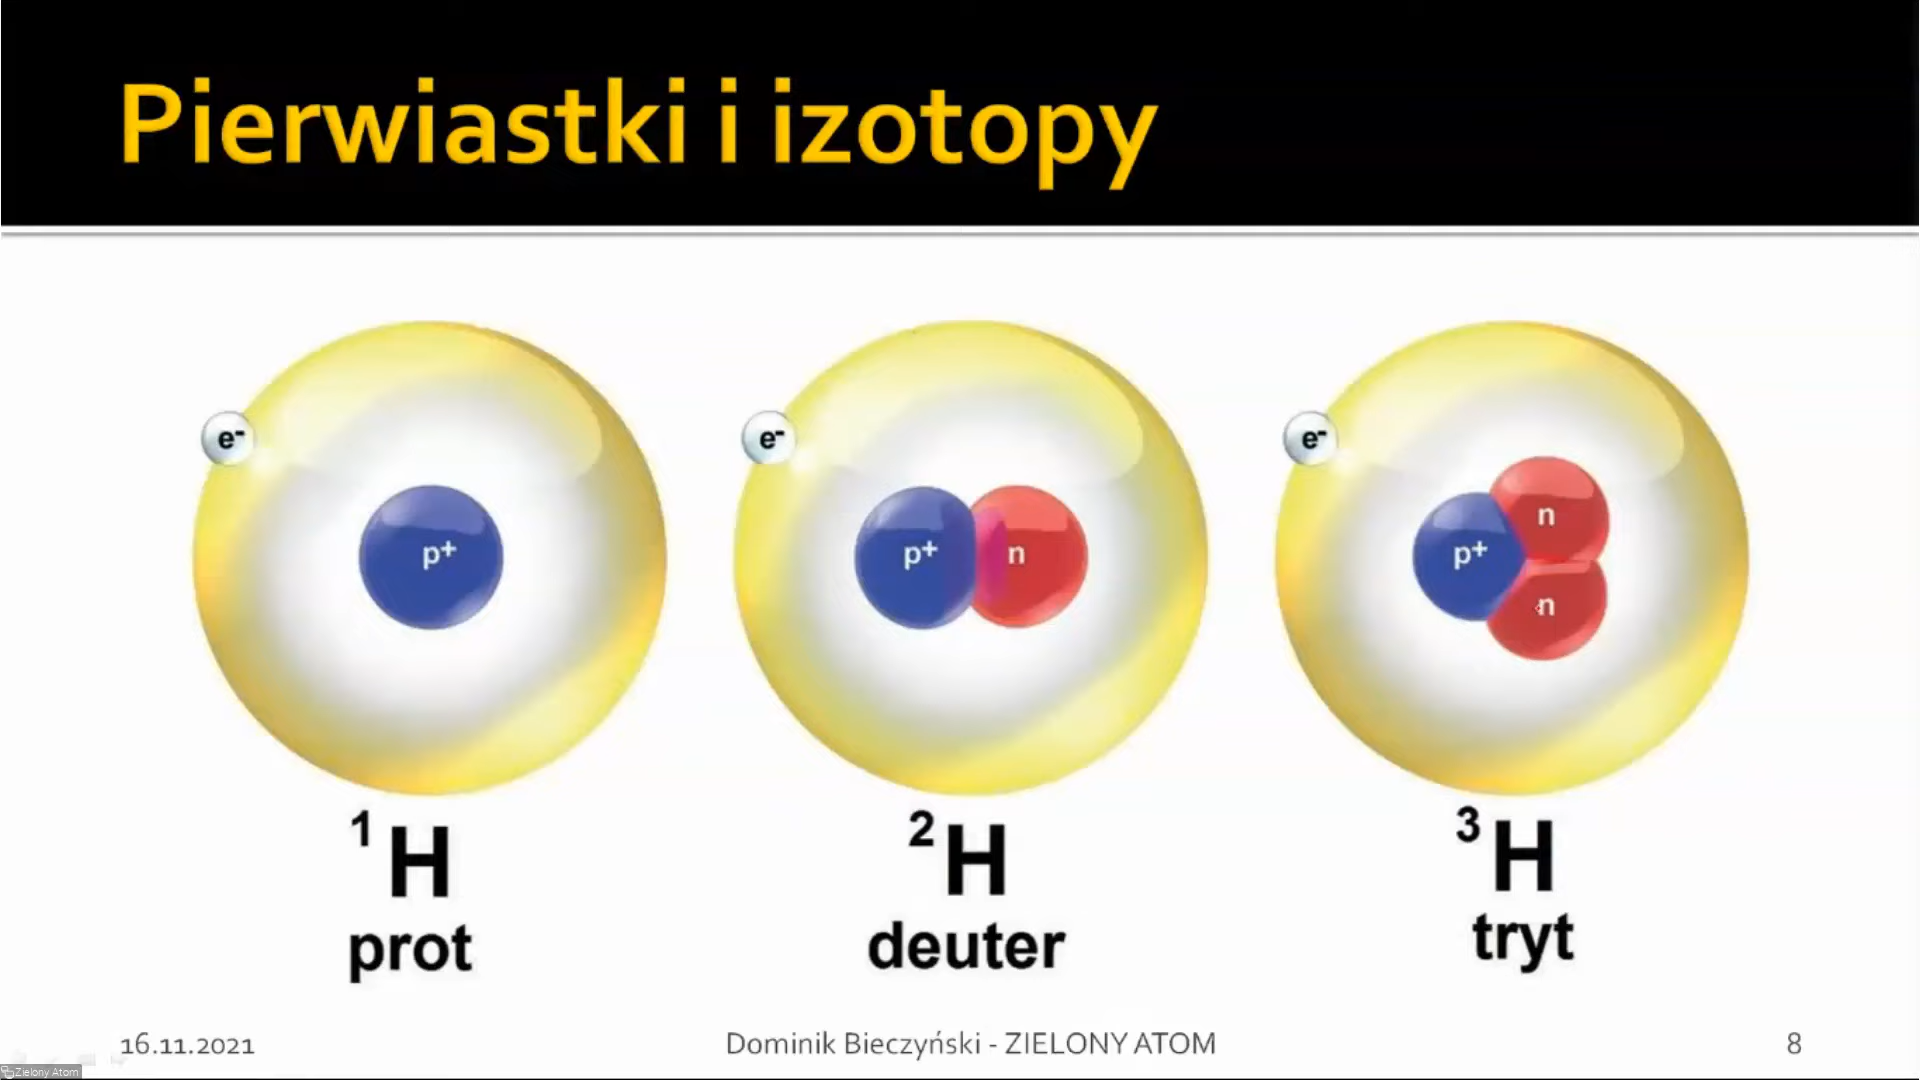 Pierwiastki i izotopy
e-
e-
e-
p+
p+ n
n
p+
n
1H
2H
3H
prot
deuter
tryt
16.11.2021
Dominik Bieczyński - ZIELONY ATOM
8
Zielony Atom